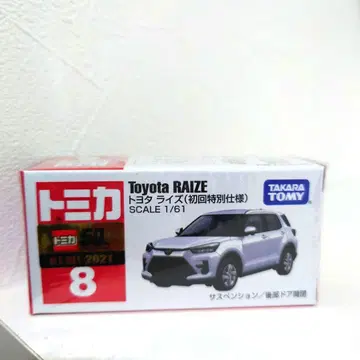 トミカ
Toyota RAIZE
トヨタ ライズ(初回特別仕様)
SCALE 1/61
TAKARA
TOMY
トミカ
2021
8
サスペンション/後部ドア開閉